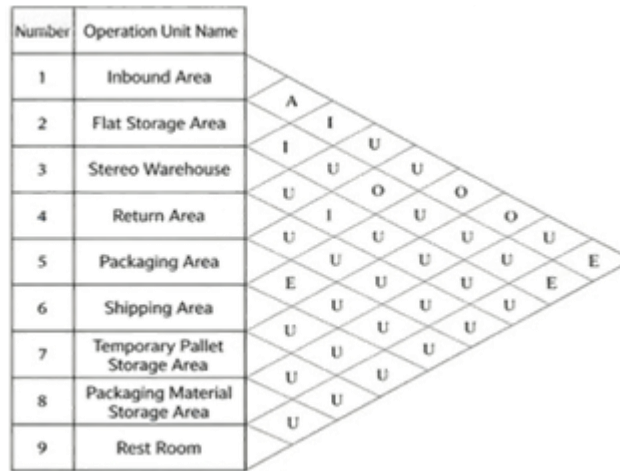 Number Operation Unit Name
1 Inbound Area
A
2 Flat Storage Area I
I U
3 Stereo Warehouse U U
U O O
4 Return Area I U O
U U U U
5 Packaging Area U U U E
E U U E
6 Shipping Area U U U
U U U
7 Temporary Pallet
Storage Area U U
U U
8 Packaging Material
Storage Area U
U
9 Rest Room